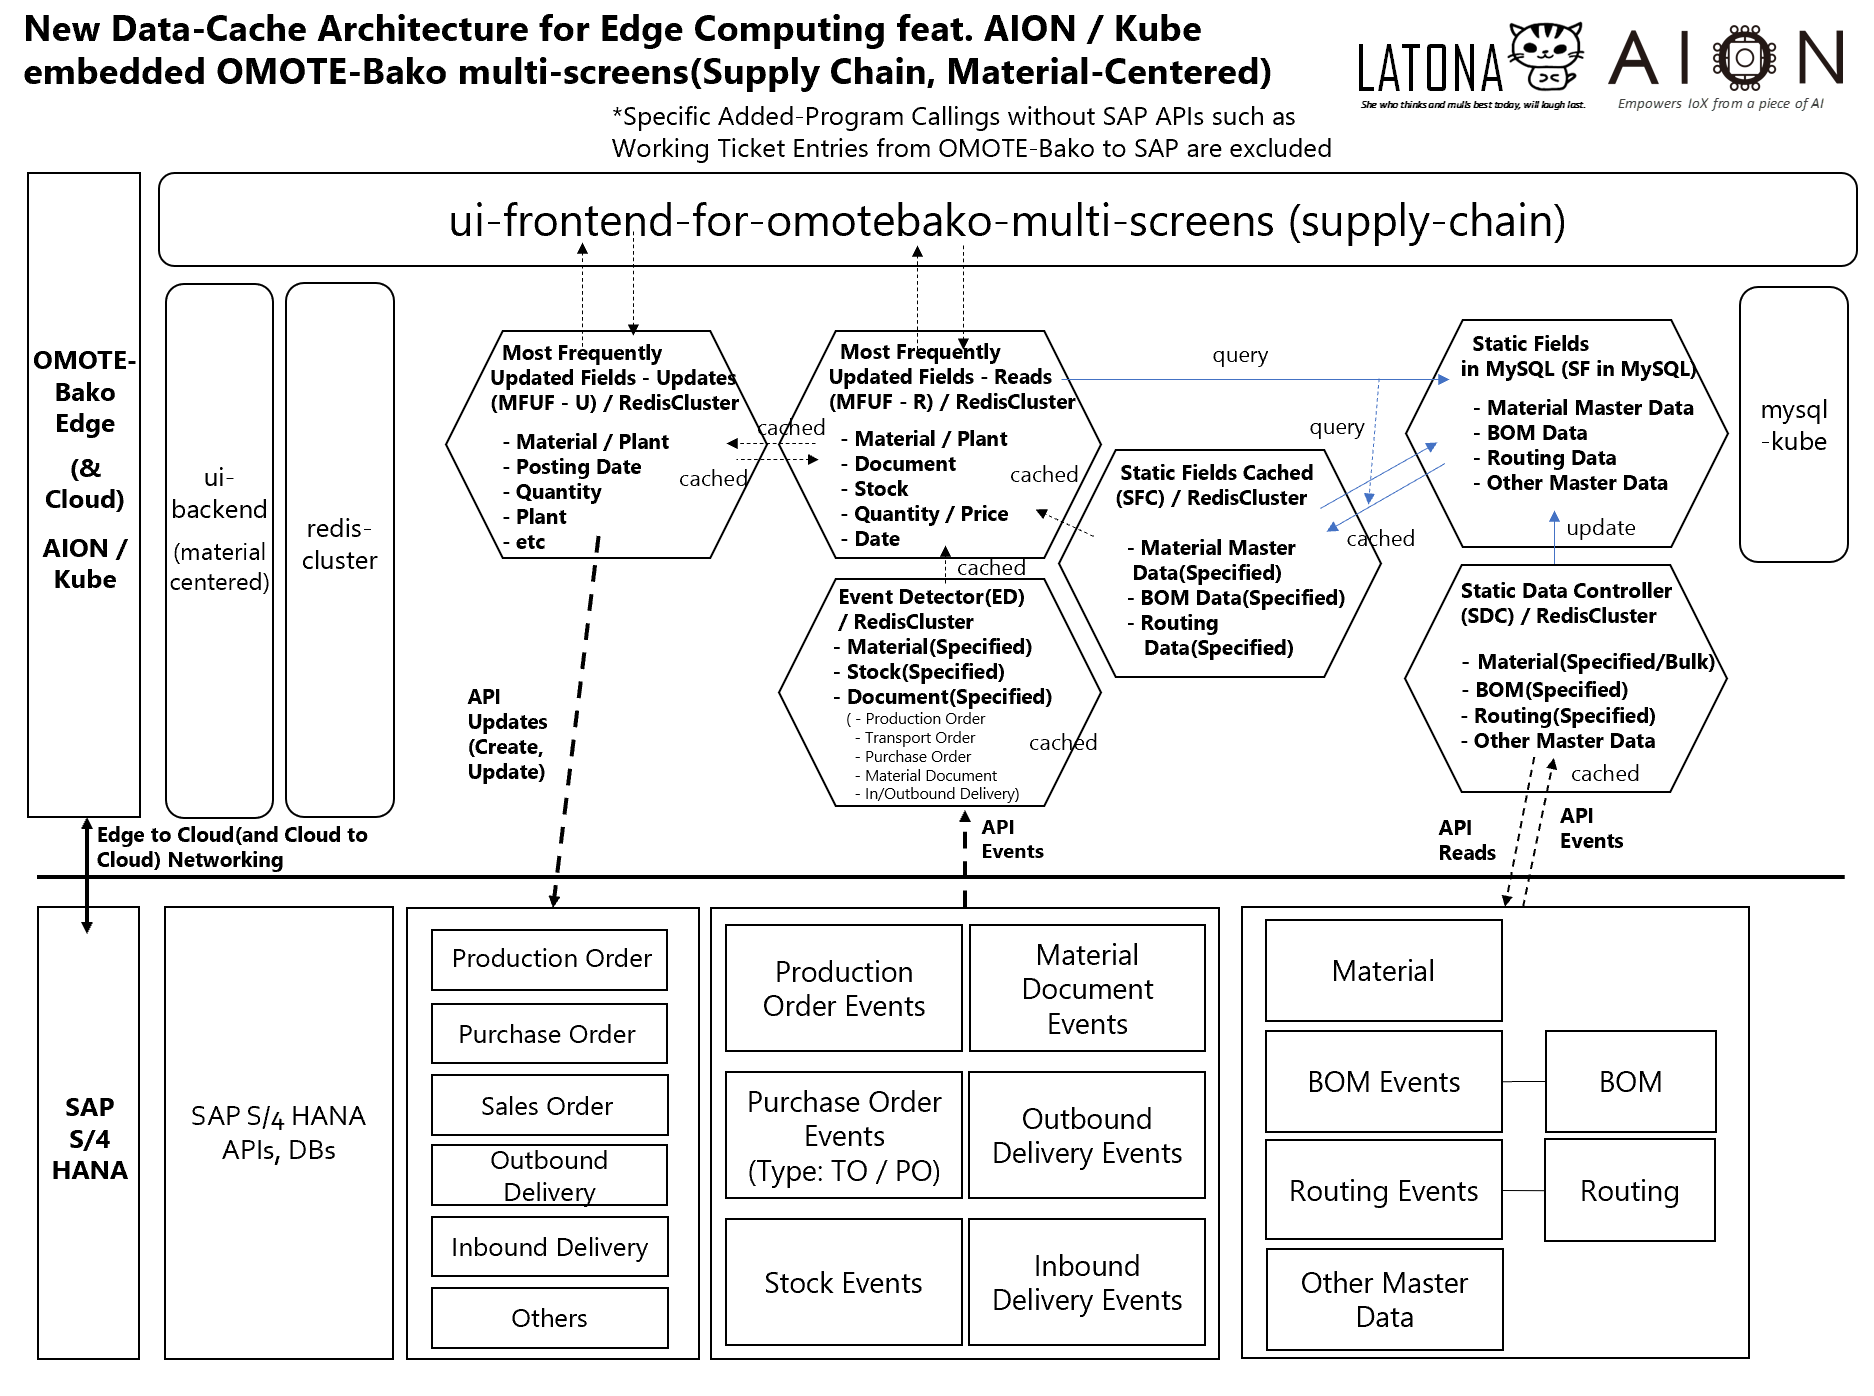 New Data-Cache Architecture for Edge Computing feat. AION / Kube
embedded OMOTE-Bako multi-screens(Supply Chain, Material-Centered)
LATONA
She who thinks and mulls best today, will laugh last.
AION
Empowers IoX from a piece of AI
*Specific Added-Program Callings without SAP APIs such as
Working Ticket Entries from OMOTE-Bako to SAP are excluded
OMOTE-
Bako
Edge
(&
Cloud)
AION /
Kube
ui-frontend-for-omotebako-multi-screens (supply-chain)
ui-
backend
(material
centered)
redis-
cluster
Most Frequently
Updated Fields - Updates
(MFUF - U) / RedisCluster
- Material / Plant
- Posting Date
- Quantity
- Plant
- etc
cached
cached
Most Frequently
Updated Fields - Reads
(MFUF - R) / RedisCluster
- Material / Plant
- Document
- Stock
- Quantity / Price
- Date
cached
query
query
Static Fields Cached
(SFC) / RedisCluster
- Material Master
Data(Specified)
- BOM Data(Specified)
- Routing
Data(Specified)
cached
Static Fields
in MySQL (SF in MySQL)
- Material Master Data
- BOM Data
- Routing Data
- Other Master Data
update
mysql
-kube
cached
Event Detector(ED)
/ RedisCluster
- Material(Specified)
- Stock(Specified)
- Document(Specified)
( - Production Order
- Transport Order
- Purchase Order
- Material Document
- In/Outbound Delivery)
cached
Static Data Controller
(SDC) / RedisCluster
- Material(Specified/Bulk)
- BOM(Specified)
- Routing(Specified)
- Other Master Data
cached
API
Updates
(Create,
Update)
API
Events
API
Reads
API
Events
Edge to Cloud(and Cloud to
Cloud) Networking
SAP
S/4
HANA
SAP S/4 HANA
APIs, DBs
Production Order
Purchase Order
Sales Order
Outbound
Delivery
Inbound Delivery
Others
Production
Order Events
Material
Document
Events
Purchase Order
Events
(Type: TO / PO)
Outbound
Delivery Events
Stock Events
Inbound
Delivery Events
Material
BOM Events
BOM
Routing Events
Routing
Other Master
Data